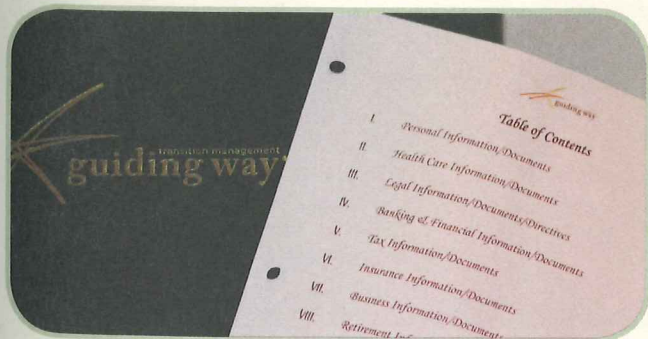 transition management
guiding way
guiding way
Table of Contents
I. Personal Information/Documents
II. Health Care Information/Documents
III. Legal Information/Documents/Directives
IV. Banking & Financial Information/Documents
V. Tax Information/Documents
VI. Insurance Information/Documents
VII. Business Information/Documents
VIII. Retirement